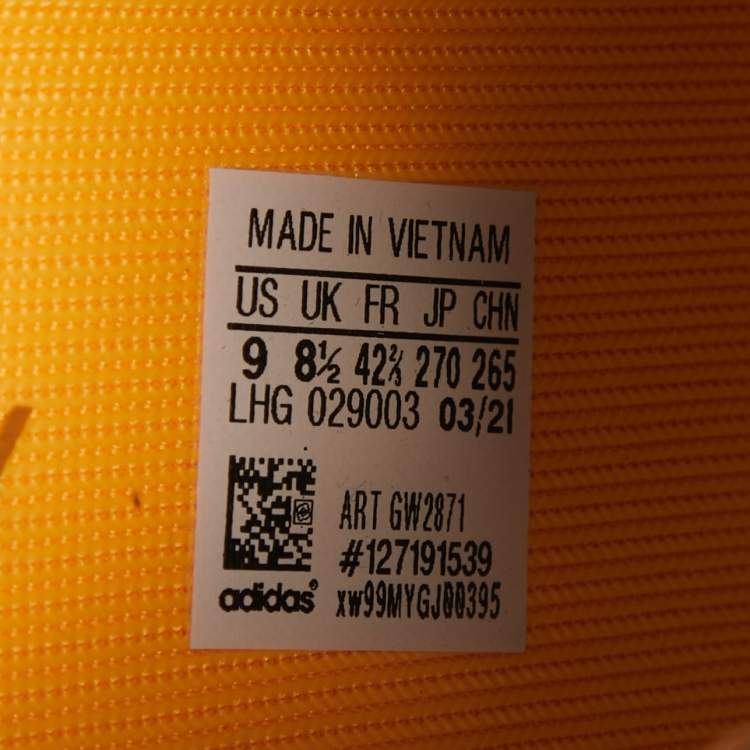 MADE IN VIETNAM
US UK FR JP CHN
9 8½ 42⅔ 270 265
LHG 029003 03/21
ART GW2871
#127191539
adidas® xw99MYGJ00395